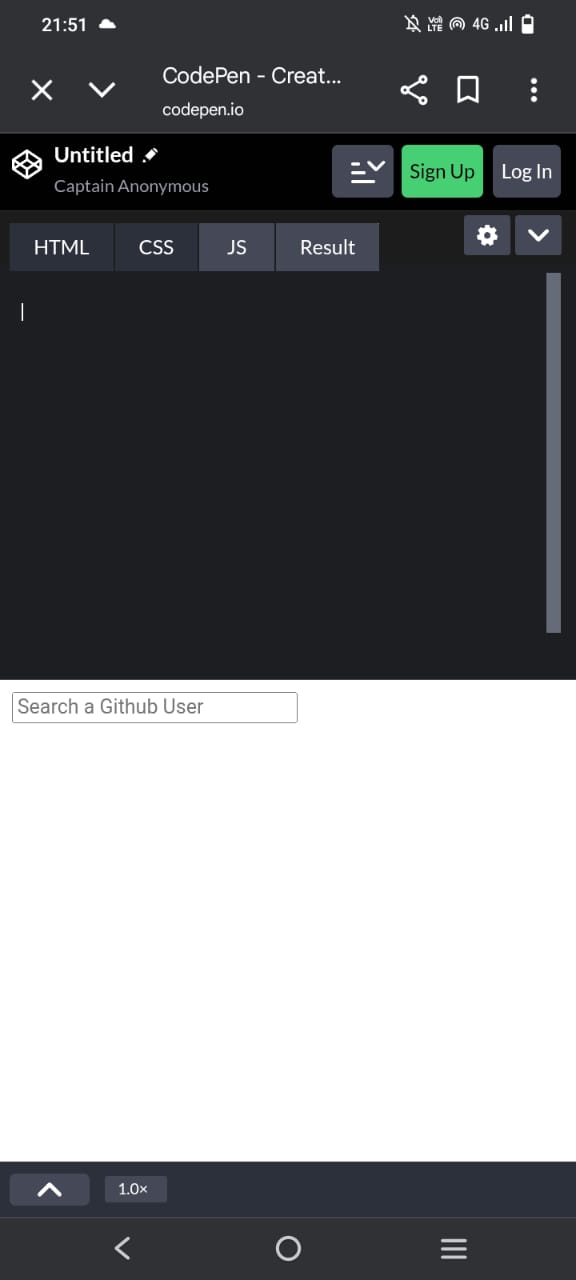 21:51
Vo) LTE 4G
CodePen - Creat...
codepen.io
Untitled
Captain Anonymous
Sign Up
Log In
HTML CSS JS Result
Search a Github User
1.0×